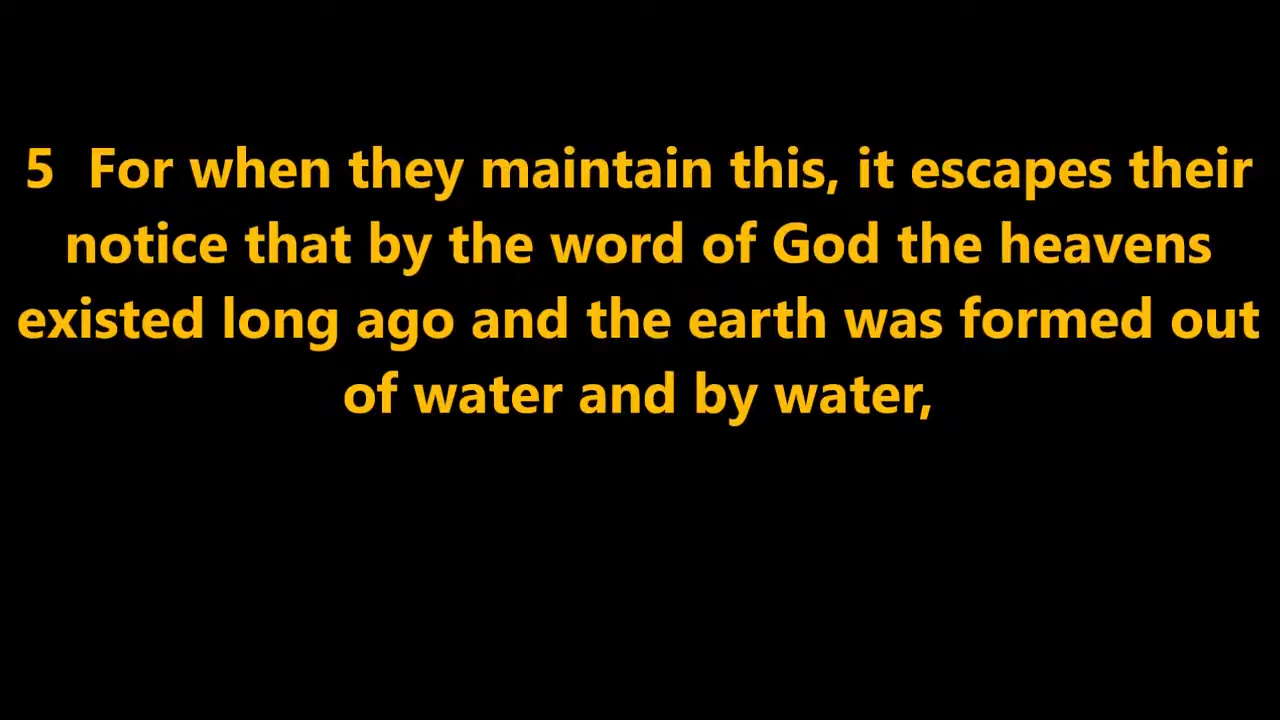 5  For when they maintain this, it escapes their
notice that by the word of God the heavens
existed long ago and the earth was formed out
of water and by water,